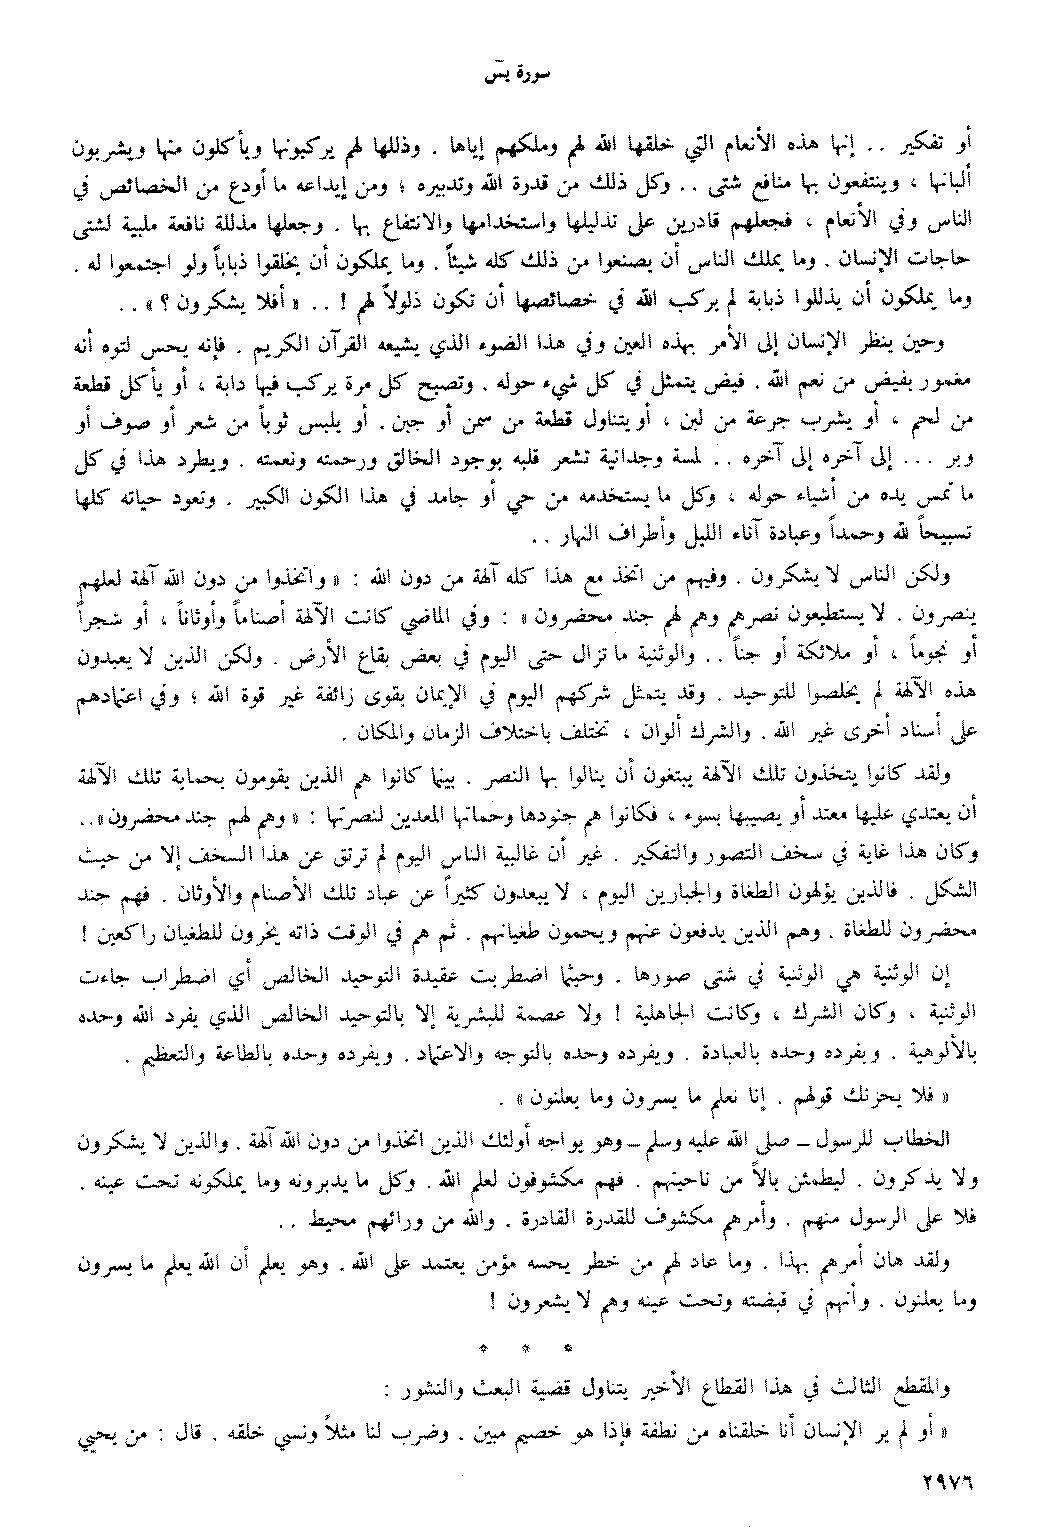 سورة يسٓ
أو تفكير .. إنها هذه الأنعام التي خلقها الله لهم وملكهم إياها . وذللها لهم يركبونها ويأكلون منها ويشربون
ألبانها ، وينتفعون بها منافع شتى .. وكل ذلك من قدرة الله وتدبيره ؛ ومن إيداعه ما أودع من الخصائص في
الناس وفي الأنعام ، فجعلهم قادرين على تذليلها واستخدامها والانتفاع بها . وجعلها مذللة نافعة ملبية لشتى
حاجات الإنسان . وما يملك الناس أن يصنعوا من ذلك كله شيئاً . وما يملكون أن يخلقوا ذباباً ولو اجتمعوا له .
وما يملكون أن يذللوا ذبابة لم يركب الله في خصائصها أن تكون ذلولاً لهم ! .. « أفلا يشكرون ؟ » ..
وحين ينظر الإنسان إلى الأمر بهذه العين وفي هذا الضوء الذي يشيعه القرآن الكريم . فإنه يحس لتوه أنه
مغمور بفيض من نعم الله . فيض يتمثل في كل شيء حوله . وتصبح كل مرة يركب فيها دابة ، أو يأكل قطعة
من لحم ، أو يشرب جرعة من لبن ، أو يتناول قطعة من سمن أو جبن . أو يلبس ثوباً من شعر أو صوف أو
وبر ... إلى آخره إلى آخره .. لمسة وجدانية تشعر قلبه بوجود الخالق ورحمته ونعمته . ويطرد هذا في كل
ما تمس يده من أشياء حوله ، وكل ما يستخدمه من حي أو جامد في هذا الكون الكبير . وتعود حياته كلها
تسبيحاً لله وحمداً وعبادة آناء الليل وأطراف النهار ..
ولكن الناس لا يشكرون . وفيهم من اتخذ مع هذا كله آلهة من دون الله : « واتخذوا من دون الله آلهة لعلهم
ينصرون . لا يستطيعون نصرهم وهم لهم جند محضرون » : وفي الماضي كانت الآلهة أصناماً وأوثاناً ، أو شجراً
أو نجوماً ، أو ملائكة أو جناً .. والوثنية ما تزال حتى اليوم في بعض بقاع الأرض . ولكن الذين لا يعبدون
هذه الآلهة لم يخلصوا للتوحيد . وقد يتمثل شركهم اليوم في الإيمان بقوى زائفة غير قوة الله ؛ وفي اعتمادهم
على أسناد أخرى غير الله . والشرك ألوان ، تختلف باختلاف الزمان والمكان .
ولقد كانوا يتخذون تلك الآلهة يبتغون أن ينالوا بها النصر . بينما كانوا هم الذين يقومون بحماية تلك الآلهة
أن يعتدي عليها معتد أو يصيبها بسوء ، فكانوا هم جنودها وحماتها المعدين لنصرتها : « وهم لهم جند محضرون» ..
وكان هذا غاية في سخف التصور والتفكير . غير أن غالبية الناس اليوم لم ترتق عن هذا السخف إلا من حيث
الشكل . فالذين يؤلهون الطغاة والجبارين اليوم ، لا يبعدون كثيراً عن عباد تلك الأصنام والأوثان . فهم جند
محضرون للطغاة . وهم الذين يدفعون عنهم ويحمون طغيانهم . ثم هم في الوقت ذاته يخرون للطغيان راكعين !
إن الوثنية هي الوثنية في شتى صورها . وحيثما اضطربت عقيدة التوحيد الخالص أي اضطراب جاءت
الوثنية ، وكان الشرك ، وكانت الجاهلية ! ولا عصمة للبشرية إلا بالتوحيد الخالص الذي يفرد الله وحده
بالألوهية . ويفرده وحده بالعبادة . ويفرده وحده بالتوجه والاعتماد . ويفرده وحده بالطاعة والتعظيم .
« فلا يحزنك قولهم . إنا نعلم ما يسرون وما يعلنون » .
الخطاب للرسول ــ صلى الله عليه وسلم ــ وهو يواجه أولئك الذين اتخذوا من دون الله آلهة . والذين لا يشكرون
ولا يذكرون . ليطمئن بالاً من ناحيتهم . فهم مكشوفون لعلم الله . وكل ما يدبرونه وما يملكونه تحت عينه .
فلا على الرسول منهم . وأمرهم مكشوف للقدرة القادرة . والله من ورائهم محيط ..
ولقد هان أمرهم بهذا . وما عاد لهم من خطر يحسه مؤمن يعتمد على الله . وهو يعلم أن الله يعلم ما يسرون
وما يعلنون . وأنهم في قبضته وتحت عينه وهم لا يشعرون !
* * *
والمقطع الثالث في هذا القطاع الأخير يتناول قضية البعث والنشور :
« أو لم ير الإنسان أنا خلقناه من نطفة فإذا هو خصيم مبين . وضرب لنا مثلاً ونسي خلقه . قال : من يحيي
٢٩٧٦